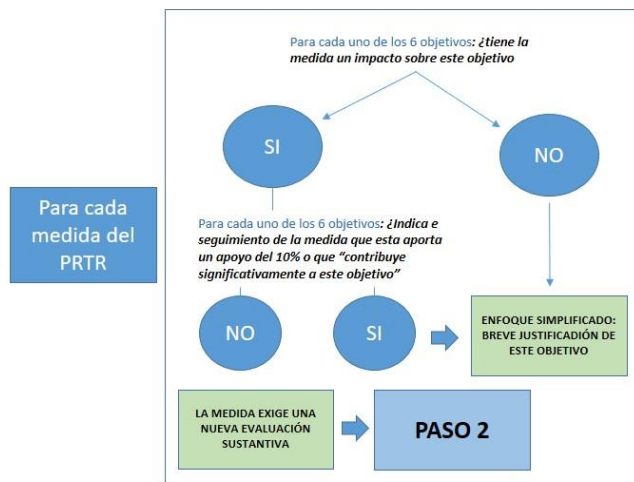 Para cada uno de los 6 objetivos: ¿tiene la
medida un impacto sobre este objetivo
SI
NO
Para cada
medida del
PRTR
Para cada uno de los 6 objetivos: ¿Indica e
seguimiento de la medida que esta aporta
un apoyo del 10% o que “contribuye
significativamente a este objetivo”
NO
SI
ENFOQUE SIMPLIFICADO:
BREVE JUSTIFICADIÓN DE
ESTE OBJETIVO
LA MEDIDA EXIGE UNA
NUEVA EVALUACIÓN
SUSTANTIVA
PASO 2